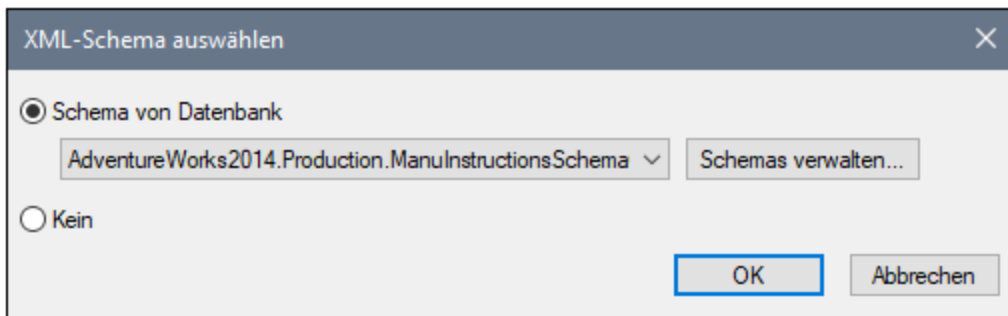 XML-Schema auswählen
Schema von Datenbank
AdventureWorks2014.Production.ManuInstructionsSchema Schemas verwalten...
Kein
OK Abbrechen